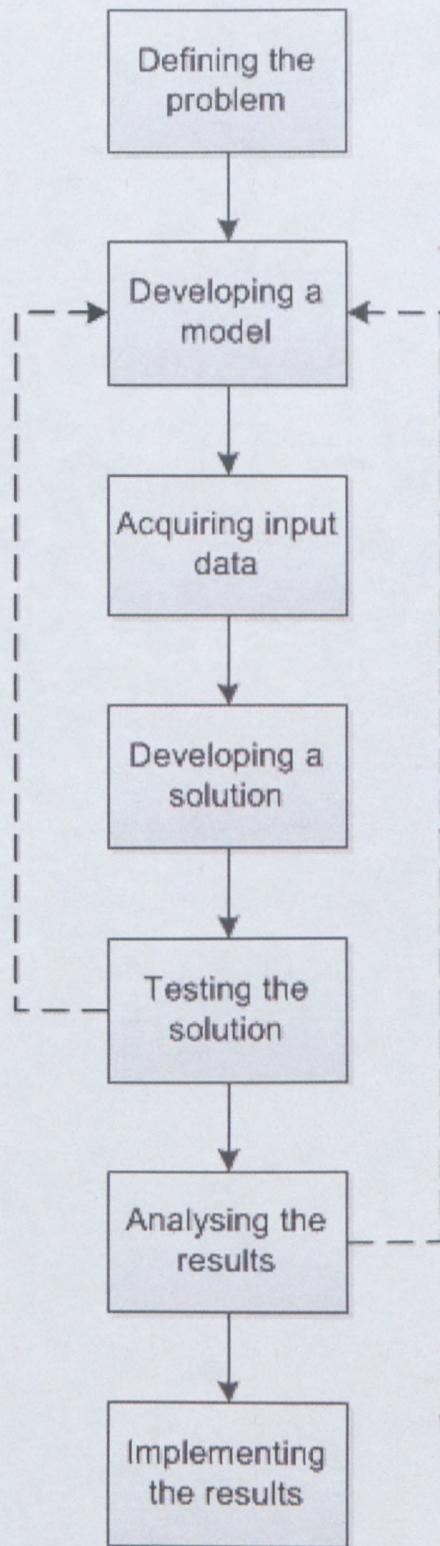 Defining the
problem
Developing a
model
Acquiring input
data
Developing a
solution
Testing the
solution
Analysing the
results
Implementing
the results